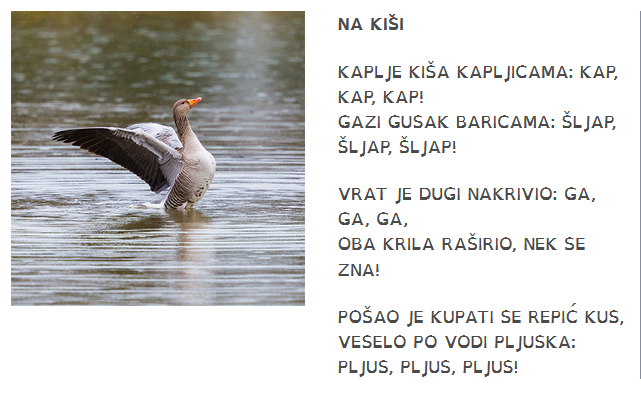 NA KIŠI
KAPLJE KIŠA KAPLJICAMA: KAP,
KAP, KAP!
GAZI GUSAK BARICAMA: ŠLJAP,
ŠLJAP, ŠLJAP!
VRAT JE DUGI NAKRIVIO: GA,
GA, GA,
OBA KRILA RAŠIRIO, NEK SE
ZNA!
POŠAO JE KUPATI SE REPIĆ KUS,
VESELO PO VODI PLJUSKA:
PLJUS, PLJUS, PLJUS!